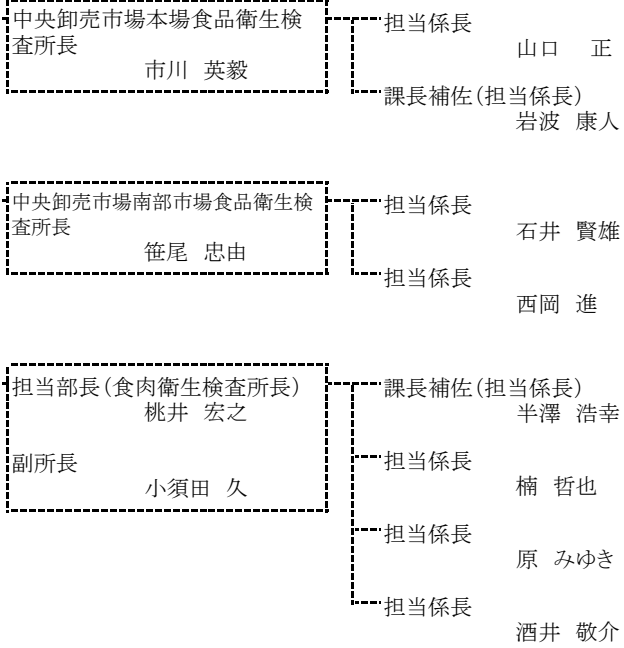 中央卸売市場本場食品衛生検
査所長
市川 英毅
担当係長
山口 正
課長補佐(担当係長)
岩波 康人
中央卸売市場南部市場食品衛生検
査所長
笹尾 忠由
担当係長
石井 賢雄
担当係長
西岡 進
担当部長(食肉衛生検査所長)
桃井 宏之
副所長
小須田 久
課長補佐(担当係長)
半澤 浩幸
担当係長
楠 哲也
担当係長
原 みゆき
担当係長
酒井 敬介